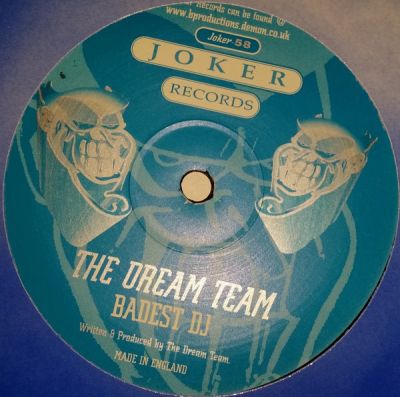 Records can be found @
www.bproductions.demon.co.uk
Joker 58
JOKER
RECORDS
THE DREAM TEAM
BADEST DJ
Written & Produced by The Dream Team.
MADE IN ENGLAND